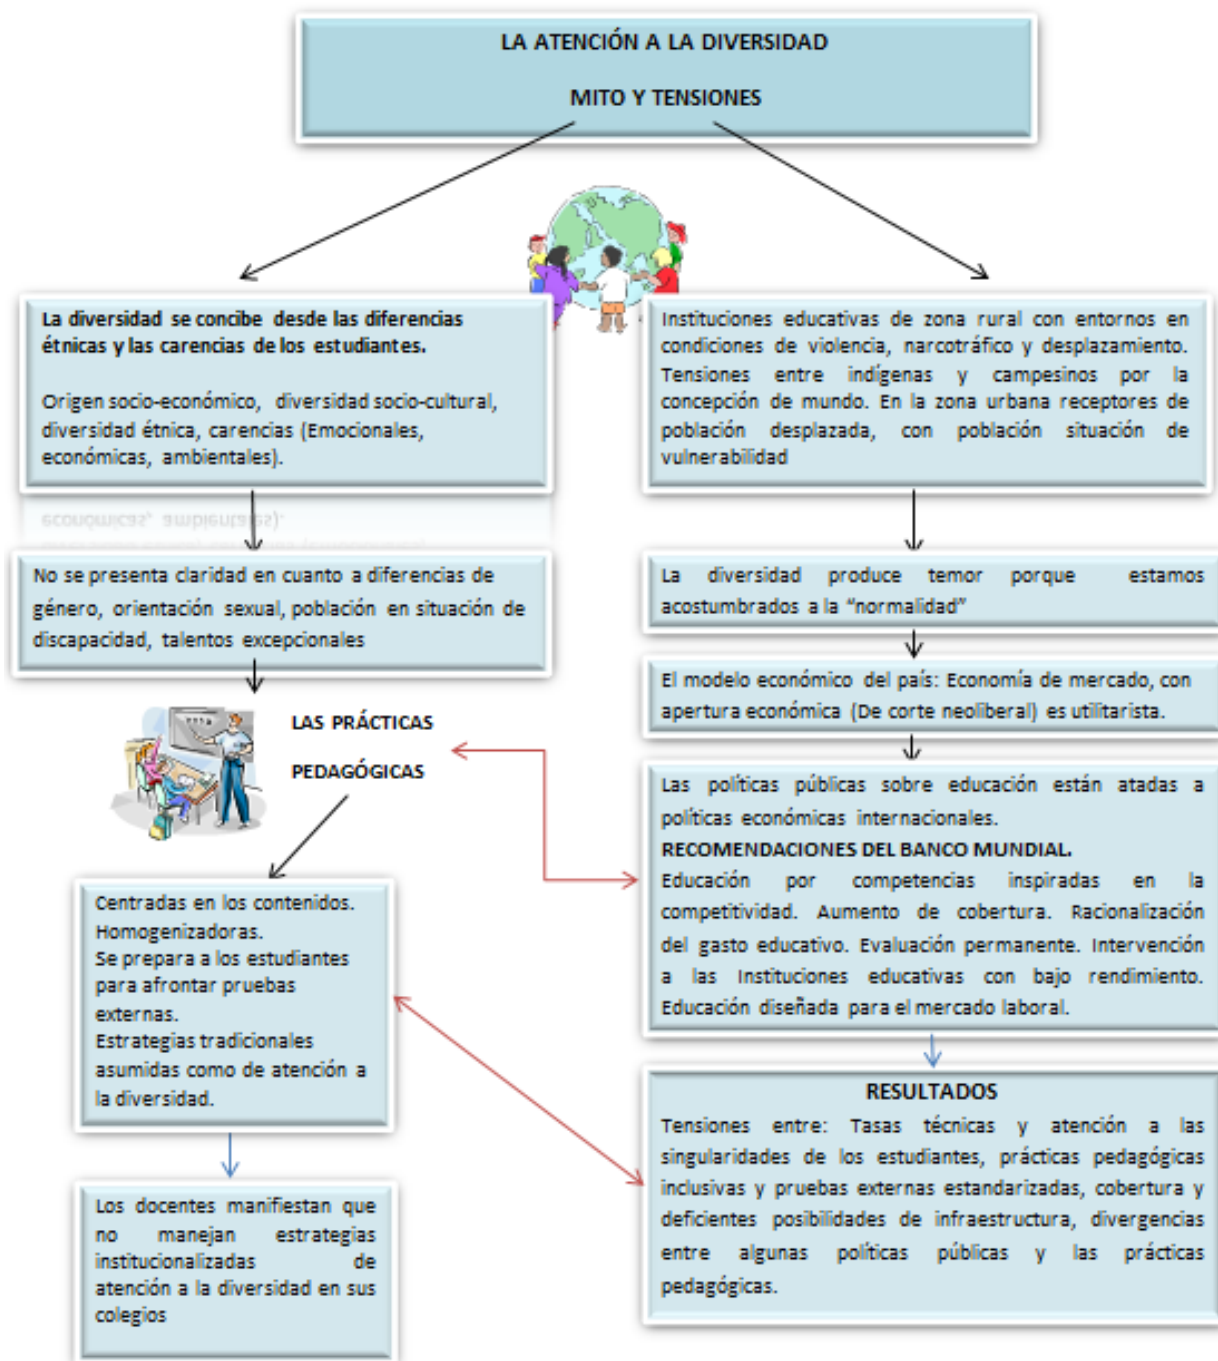 LA ATENCIÓN A LA DIVERSIDAD
MITO Y TENSIONES
La diversidad se concibe desde las diferencias
étnicas y las carencias de los estudiantes.
Origen socio-económico, diversidad socio-cultural,
diversidad étnica, carencias (Emocionales,
económicas, ambientales).
económicas, ambientales).
No se presenta claridad en cuanto a diferencias de
género, orientación sexual, población en situación de
discapacidad, talentos excepcionales
LAS PRÁCTICAS
PEDAGÓGICAS
Centradas en los contenidos.
Homogenizadoras.
Se prepara a los estudiantes
para afrontar pruebas
externas.
Estrategias tradicionales
asumidas como de atención a
la diversidad.
Los docentes manifiestan que
no manejan estrategias
institucionalizadas de
atención a la diversidad en sus
colegios
Instituciones educativas de zona rural con entornos en
condiciones de violencia, narcotráfico y desplazamiento.
Tensiones entre indígenas y campesinos por la
concepción de mundo. En la zona urbana receptores de
población desplazada, con población situación de
vulnerabilidad
La diversidad produce temor porque estamos
acostumbrados a la “normalidad”
El modelo económico del país: Economía de mercado, con
apertura económica (De corte neoliberal) es utilitarista.
Las políticas públicas sobre educación están atadas a
políticas económicas internacionales.
RECOMENDACIONES DEL BANCO MUNDIAL.
Educación por competencias inspiradas en la
competitividad. Aumento de cobertura. Racionalización
del gasto educativo. Evaluación permanente. Intervención
a las Instituciones educativas con bajo rendimiento.
Educación diseñada para el mercado laboral.
RESULTADOS
Tensiones entre: Tasas técnicas y atención a las
singularidades de los estudiantes, prácticas pedagógicas
inclusivas y pruebas externas estandarizadas, cobertura y
deficientes posibilidades de infraestructura, divergencias
entre algunas políticas públicas y las prácticas
pedagógicas.